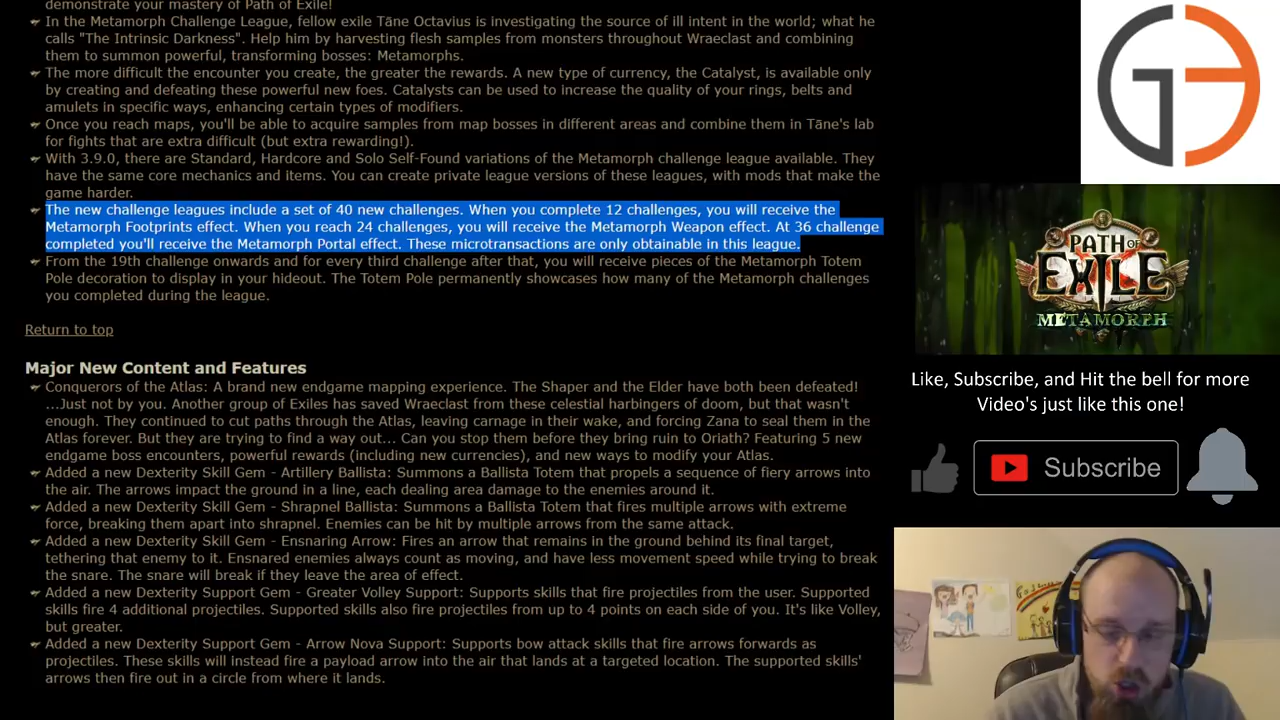 demonstrate your mastery of Path of Exile!
In the Metamorph Challenge League, fellow exile Tāne Octavius is investigating the source of ill intent in the world; what he
calls "The Intrinsic Darkness". Help him by harvesting flesh samples from monsters throughout Wraeclast and combining
them to summon powerful, transforming bosses: Metamorphs.
The more difficult the encounter you create, the greater the rewards. A new type of currency, the Catalyst, is available only
by creating and defeating these powerful new foes. Catalysts can be used to increase the quality of your rings, belts and
amulets in specific ways, enhancing certain types of modifiers.
Once you reach maps, you'll be able to acquire samples from map bosses in different areas and combine them in Tāne's lab
for fights that are extra difficult (but extra rewarding!).
With 3.9.0, there are Standard, Hardcore and Solo Self-Found variations of the Metamorph challenge league available. They
have the same core mechanics and items. You can create private league versions of these leagues, with mods that make the
game harder.
The new challenge leagues include a set of 40 new challenges. When you complete 12 challenges, you will receive the
Metamorph Footprints effect. When you reach 24 challenges, you will receive the Metamorph Weapon effect. At 36 challenge
completed you'll receive the Metamorph Portal effect. These microtransactions are only obtainable in this league.
From the 19th challenge onwards and for every third challenge after that, you will receive pieces of the Metamorph Totem
Pole decoration to display in your hideout. The Totem Pole permanently showcases how many of the Metamorph challenges
you completed during the league.
Return to top
Major New Content and Features
Conquerors of the Atlas: A brand new endgame mapping experience. The Shaper and the Elder have both been defeated!
...Just not by you. Another group of Exiles has saved Wraeclast from these celestial harbingers of doom, but that wasn't
enough. They continued to cut paths through the Atlas, leaving carnage in their wake, and forcing Zana to seal them in the
Atlas forever. But they are trying to find a way out... Can you stop them before they bring ruin to Oriath? Featuring 5 new
endgame boss encounters, powerful rewards (including new currencies), and new ways to modify your Atlas.
Added a new Dexterity Skill Gem - Artillery Ballista: Summons a Ballista Totem that propels a sequence of fiery arrows into
the air. The arrows impact the ground in a line, each dealing area damage to the enemies around it.
Added a new Dexterity Skill Gem - Shrapnel Ballista: Summons a Ballista Totem that fires multiple arrows with extreme
force, breaking them apart into shrapnel. Enemies can be hit by multiple arrows from the same attack.
Added a new Dexterity Skill Gem - Ensnaring Arrow: Fires an arrow that remains in the ground behind its final target,
tethering that enemy to it. Ensnared enemies always count as moving, and have less movement speed while trying to break
the snare. The snare will break if they leave the area of effect.
Added a new Dexterity Support Gem - Greater Volley Support: Supports skills that fire projectiles from the user. Supported
skills fire 4 additional projectiles. Supported skills also fire projectiles from up to 4 points on each side of you. It's like Volley,
but greater.
Added a new Dexterity Support Gem - Arrow Nova Support: Supports bow attack skills that fire arrows forwards as
projectiles. These skills will instead fire a payload arrow into the air that lands at a targeted location. The supported skills'
arrows then fire out in a circle from where it lands.
PATH OF
EXILE
METAMORPH
Like, Subscribe, and Hit the bell for more
Video's just like this one!
Subscribe